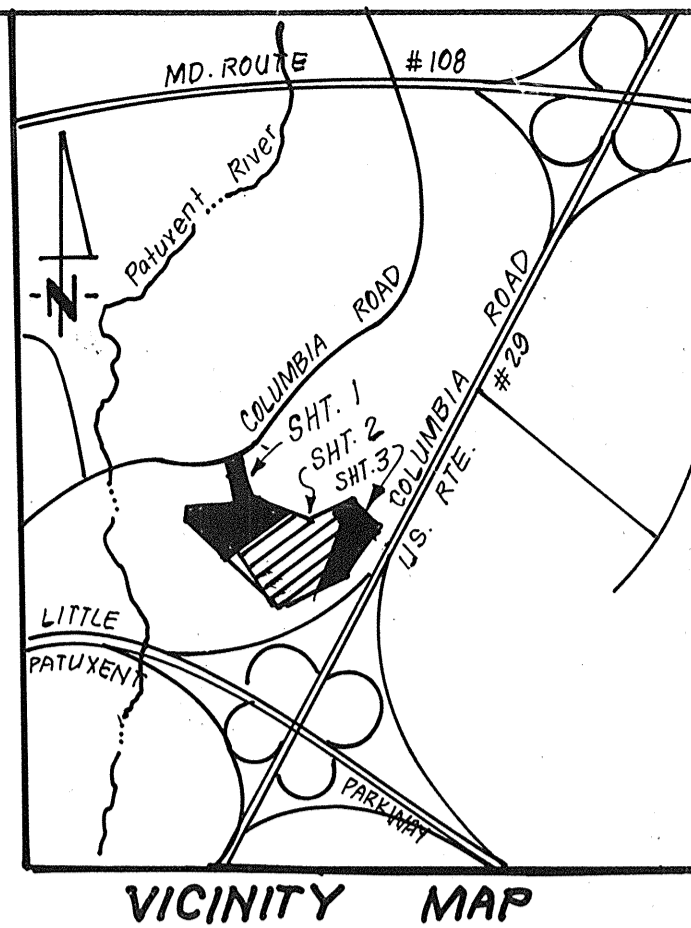 MD. ROUTE #108
Patuxent River
-N-
COLUMBIA ROAD
COLUMBIA ROAD
U.S. RTE. #29
SHT. 1
SHT. 2
SHT. 3
LITTLE
PATUXENT
PARKWAY
VICINITY MAP